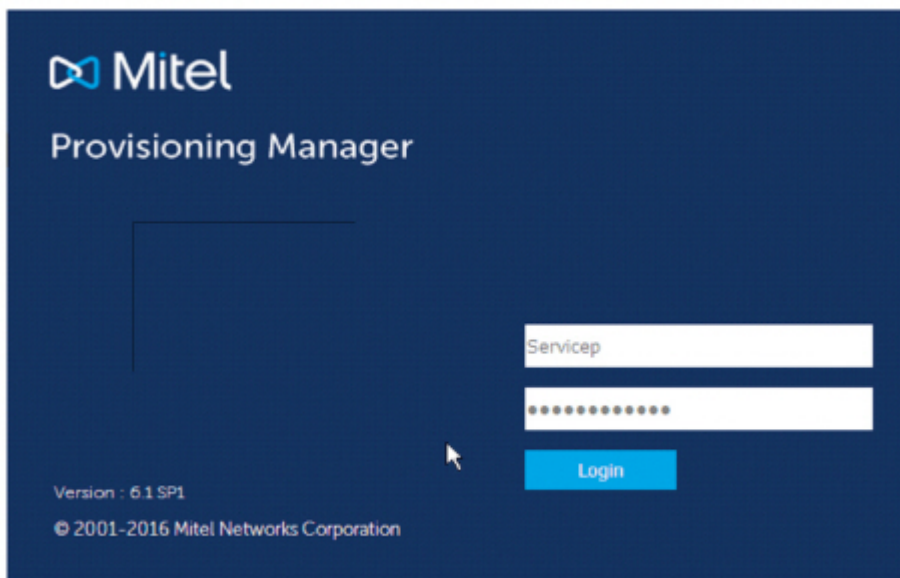 Mitel
Provisioning Manager
Servicep
●●●●●●●●●●●●
Login
Version : 6.1 SP1
© 2001-2016 Mitel Networks Corporation